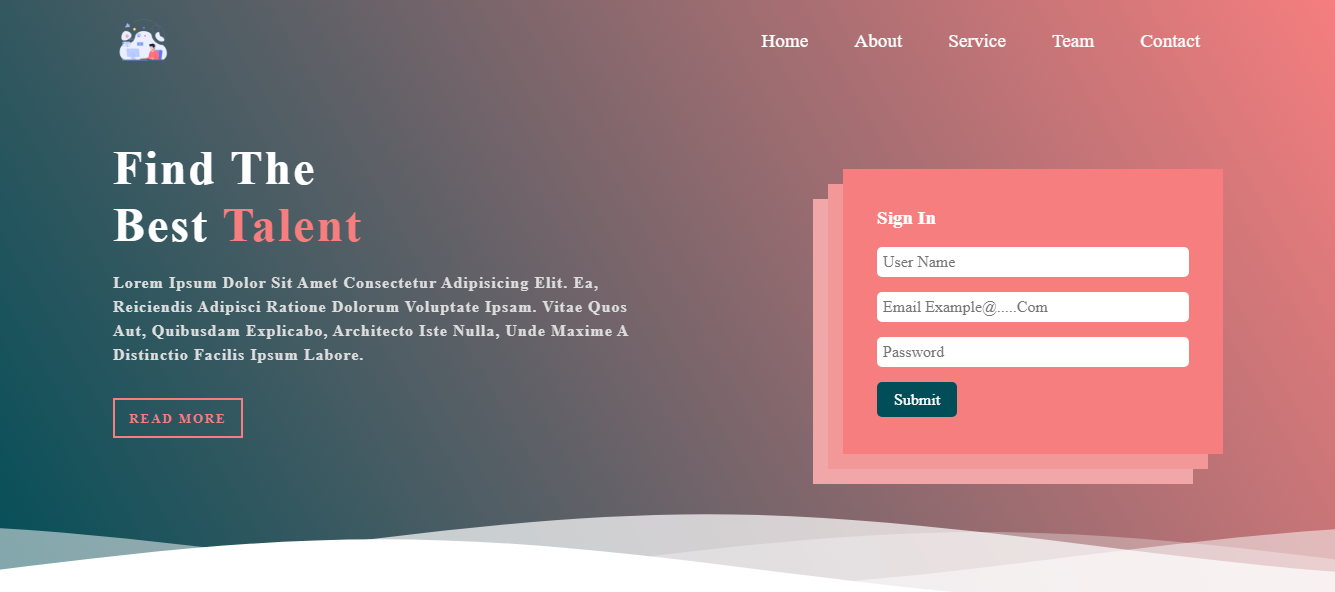 Home About Service Team Contact
Find The
Best Talent
Lorem Ipsum Dolor Sit Amet Consectetur Adipisicing Elit. Ea,
Reiciendis Adipisci Ratione Dolorum Voluptate Ipsam. Vitae Quos
Aut, Quibusdam Explicabo, Architecto Iste Nulla, Unde Maxime A
Distinctio Facilis Ipsum Labore.
READ MORE
Sign In
User Name
Email Example@.....Com
Password
Submit